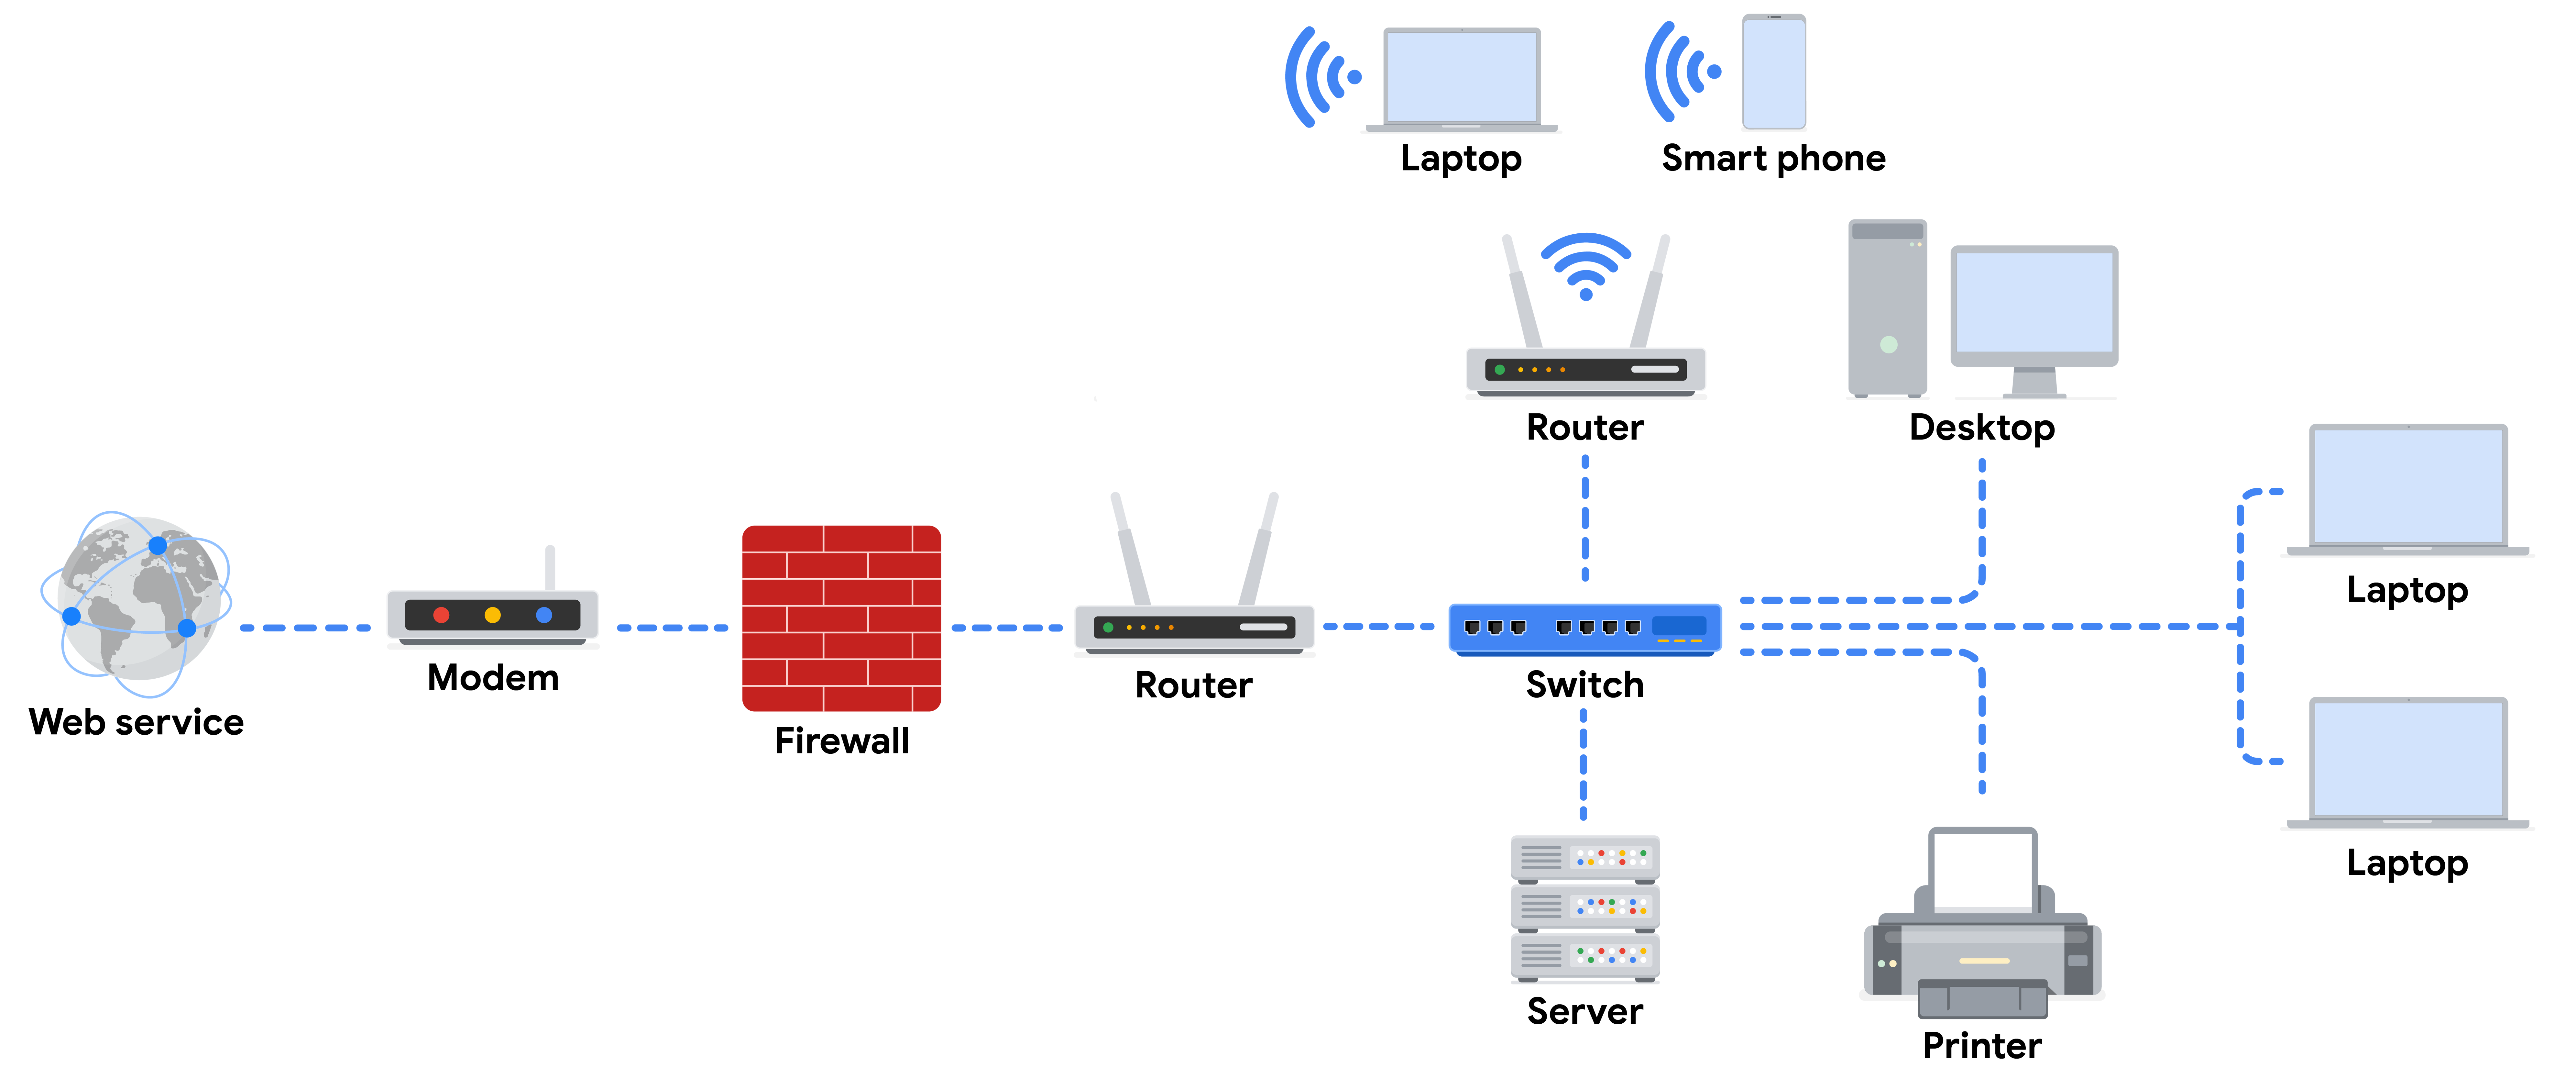 Laptop
Smart phone
Router
Desktop
Laptop
Web service
Modem
Firewall
Router
Switch
Laptop
Server
Printer